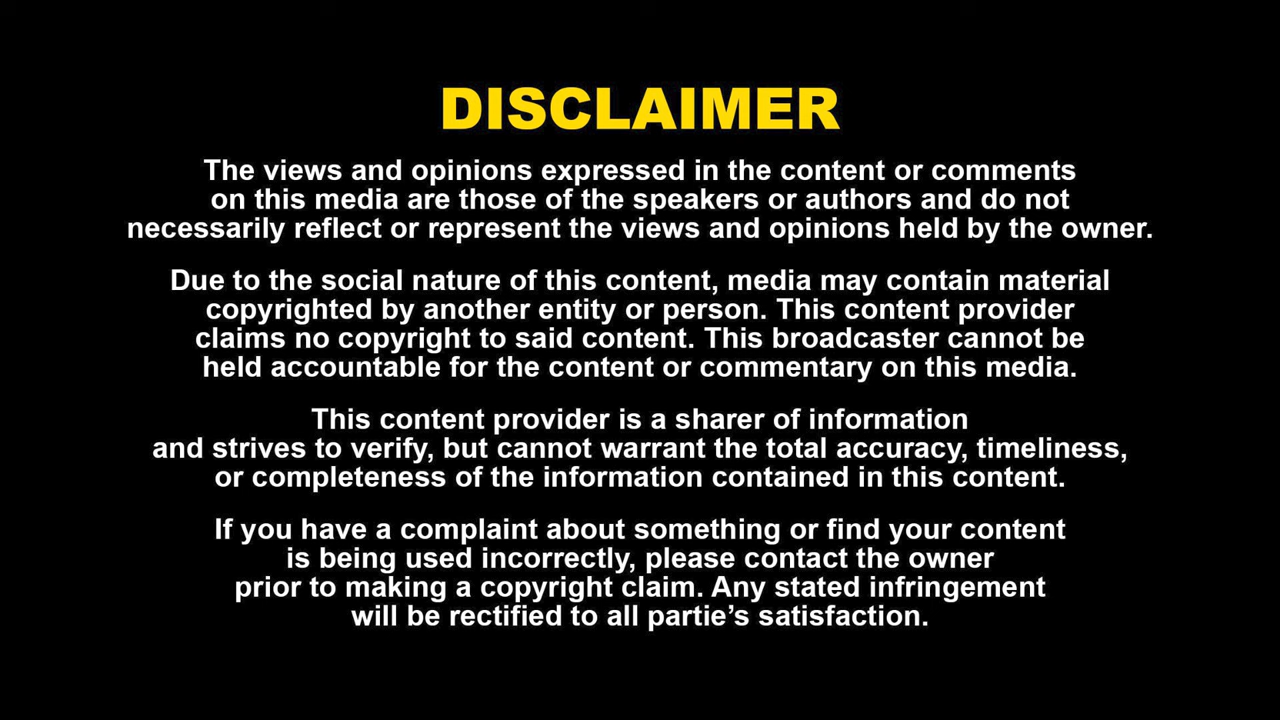 DISCLAIMER
The views and opinions expressed in the content or comments
on this media are those of the speakers or authors and do not
necessarily reflect or represent the views and opinions held by the owner.
Due to the social nature of this content, media may contain material
copyrighted by another entity or person. This content provider
claims no copyright to said content. This broadcaster cannot be
held accountable for the content or commentary on this media.
This content provider is a sharer of information
and strives to verify, but cannot warrant the total accuracy, timeliness,
or completeness of the information contained in this content.
If you have a complaint about something or find your content
is being used incorrectly, please contact the owner
prior to making a copyright claim. Any stated infringement
will be rectified to all partie’s satisfaction.